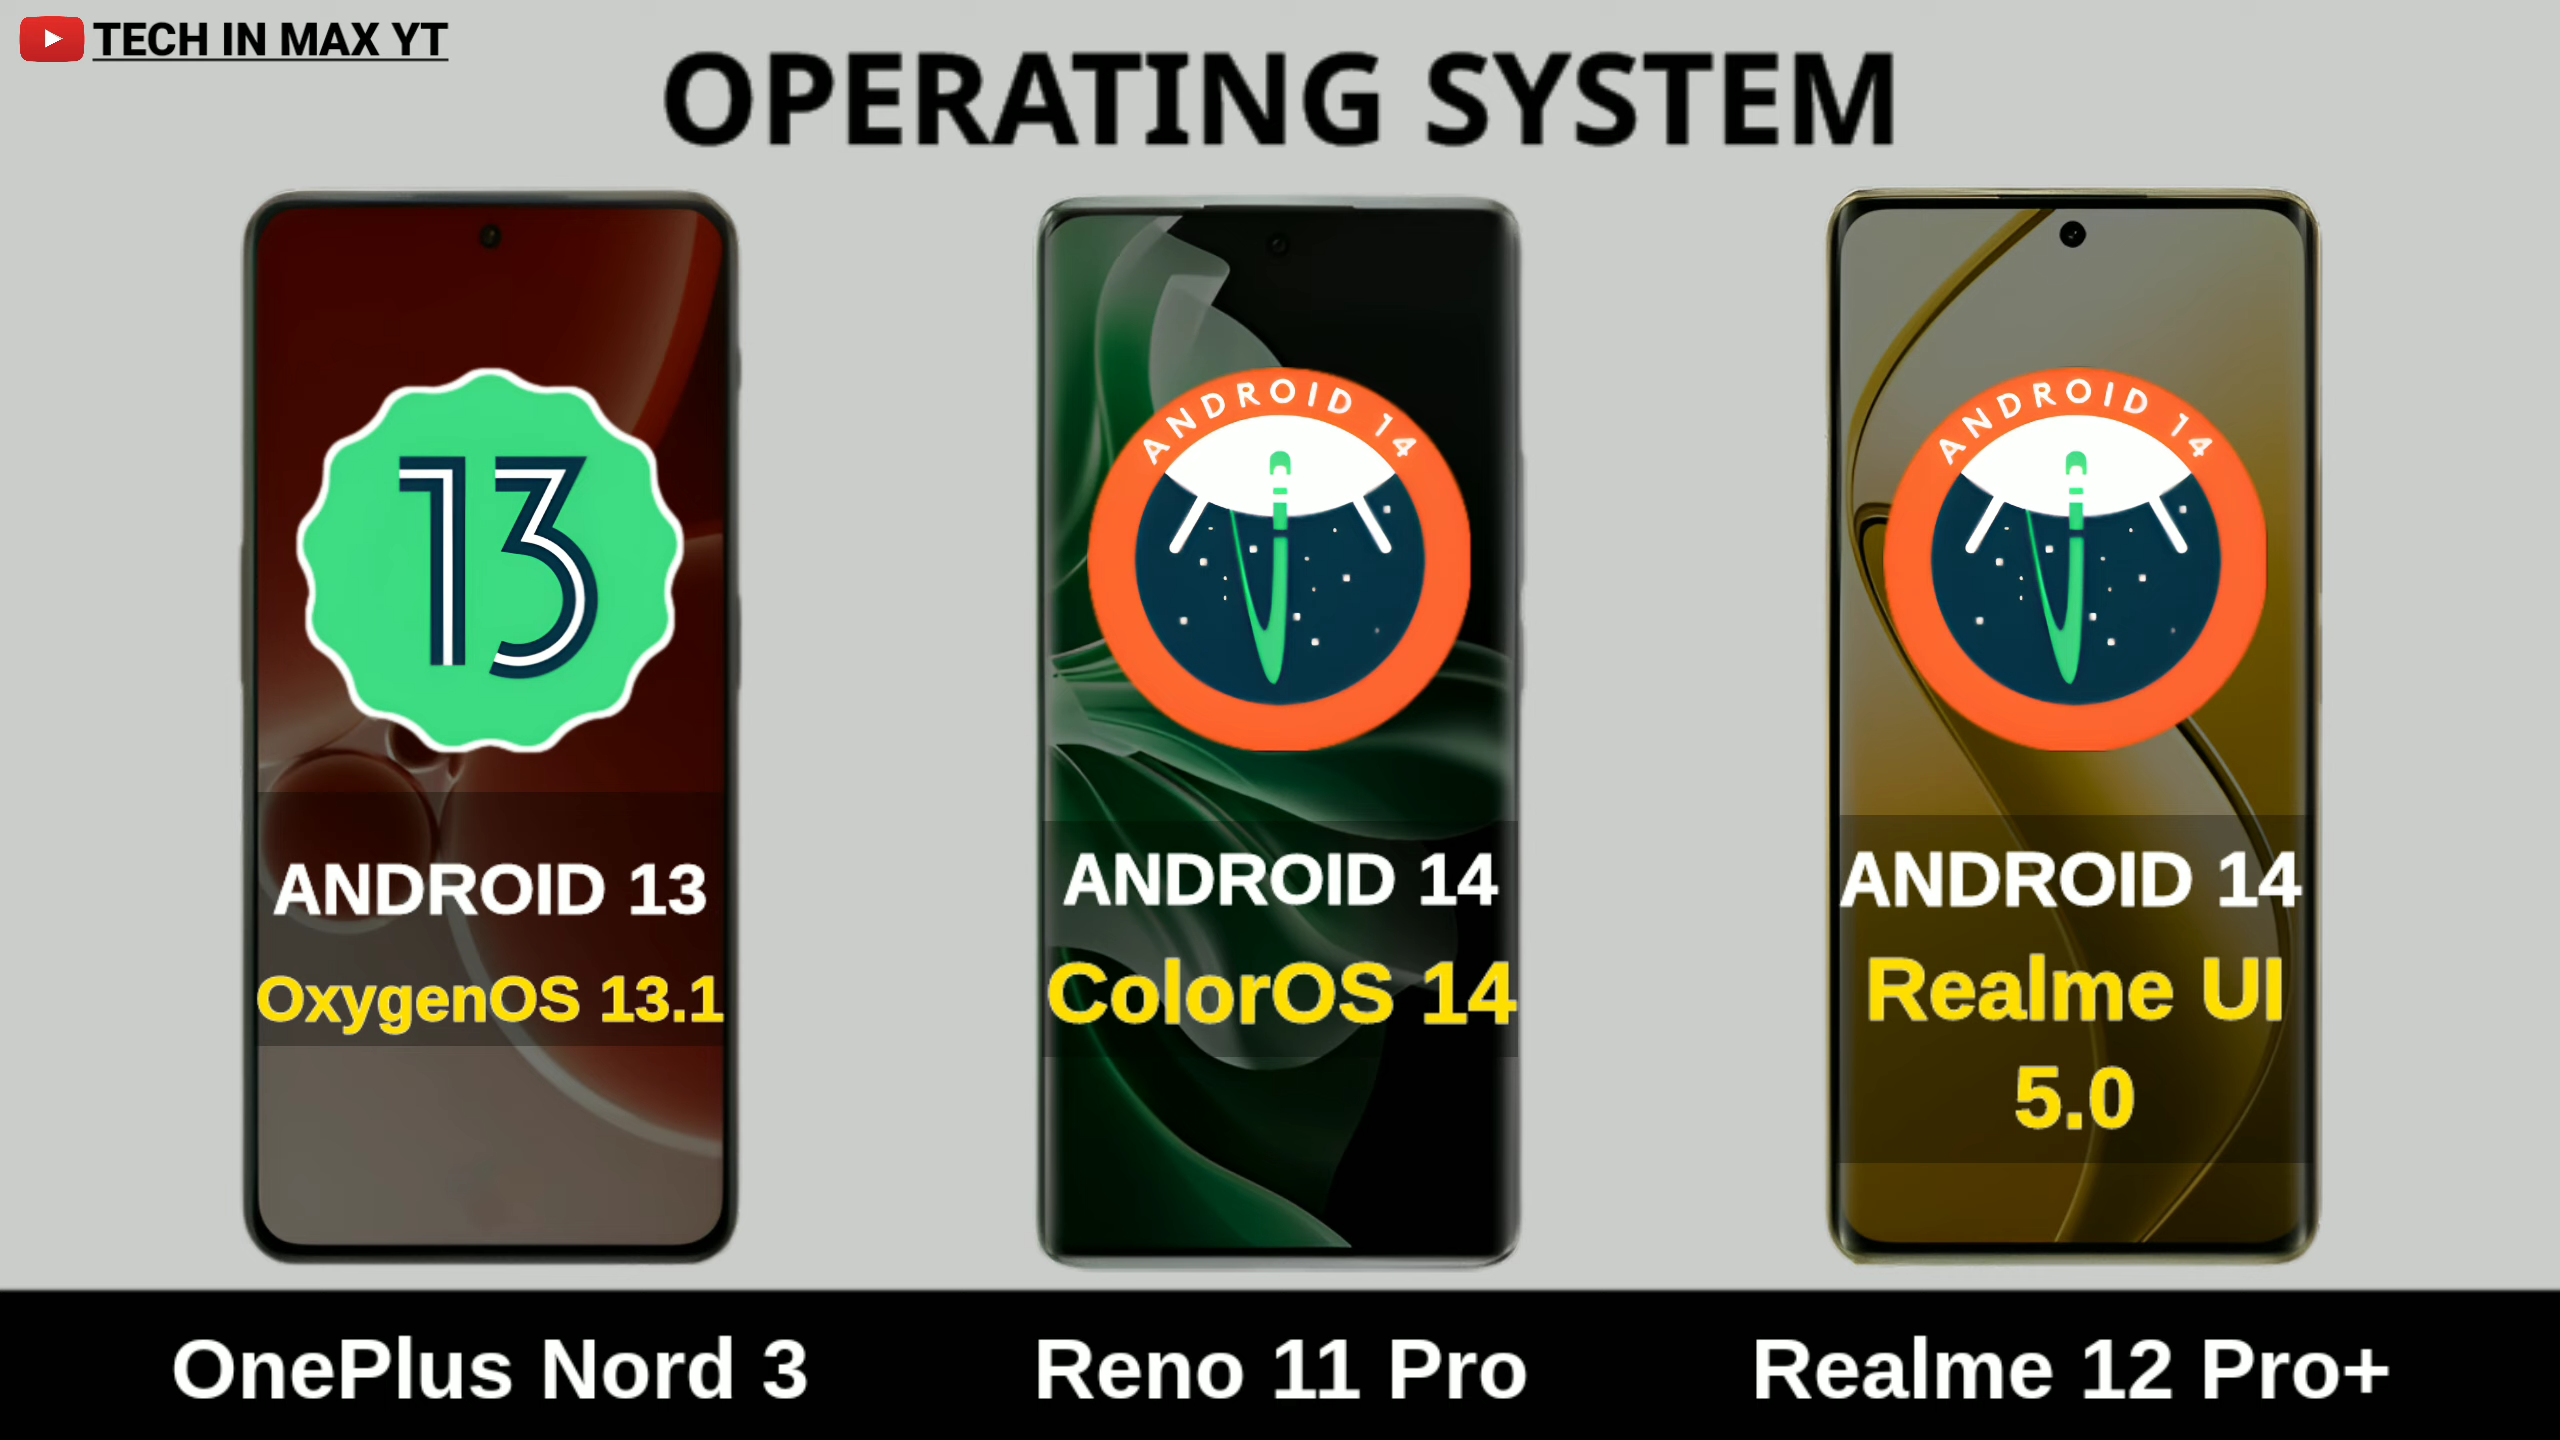 TECH IN MAX YT
OPERATING SYSTEM
13
ANDROID 13
OxygenOS 13.1
OnePlus Nord 3
ANDROID 14
ANDROID 14
ColorOS 14
Reno 11 Pro
ANDROID 14
ANDROID 14
Realme UI
5.0
Realme 12 Pro+